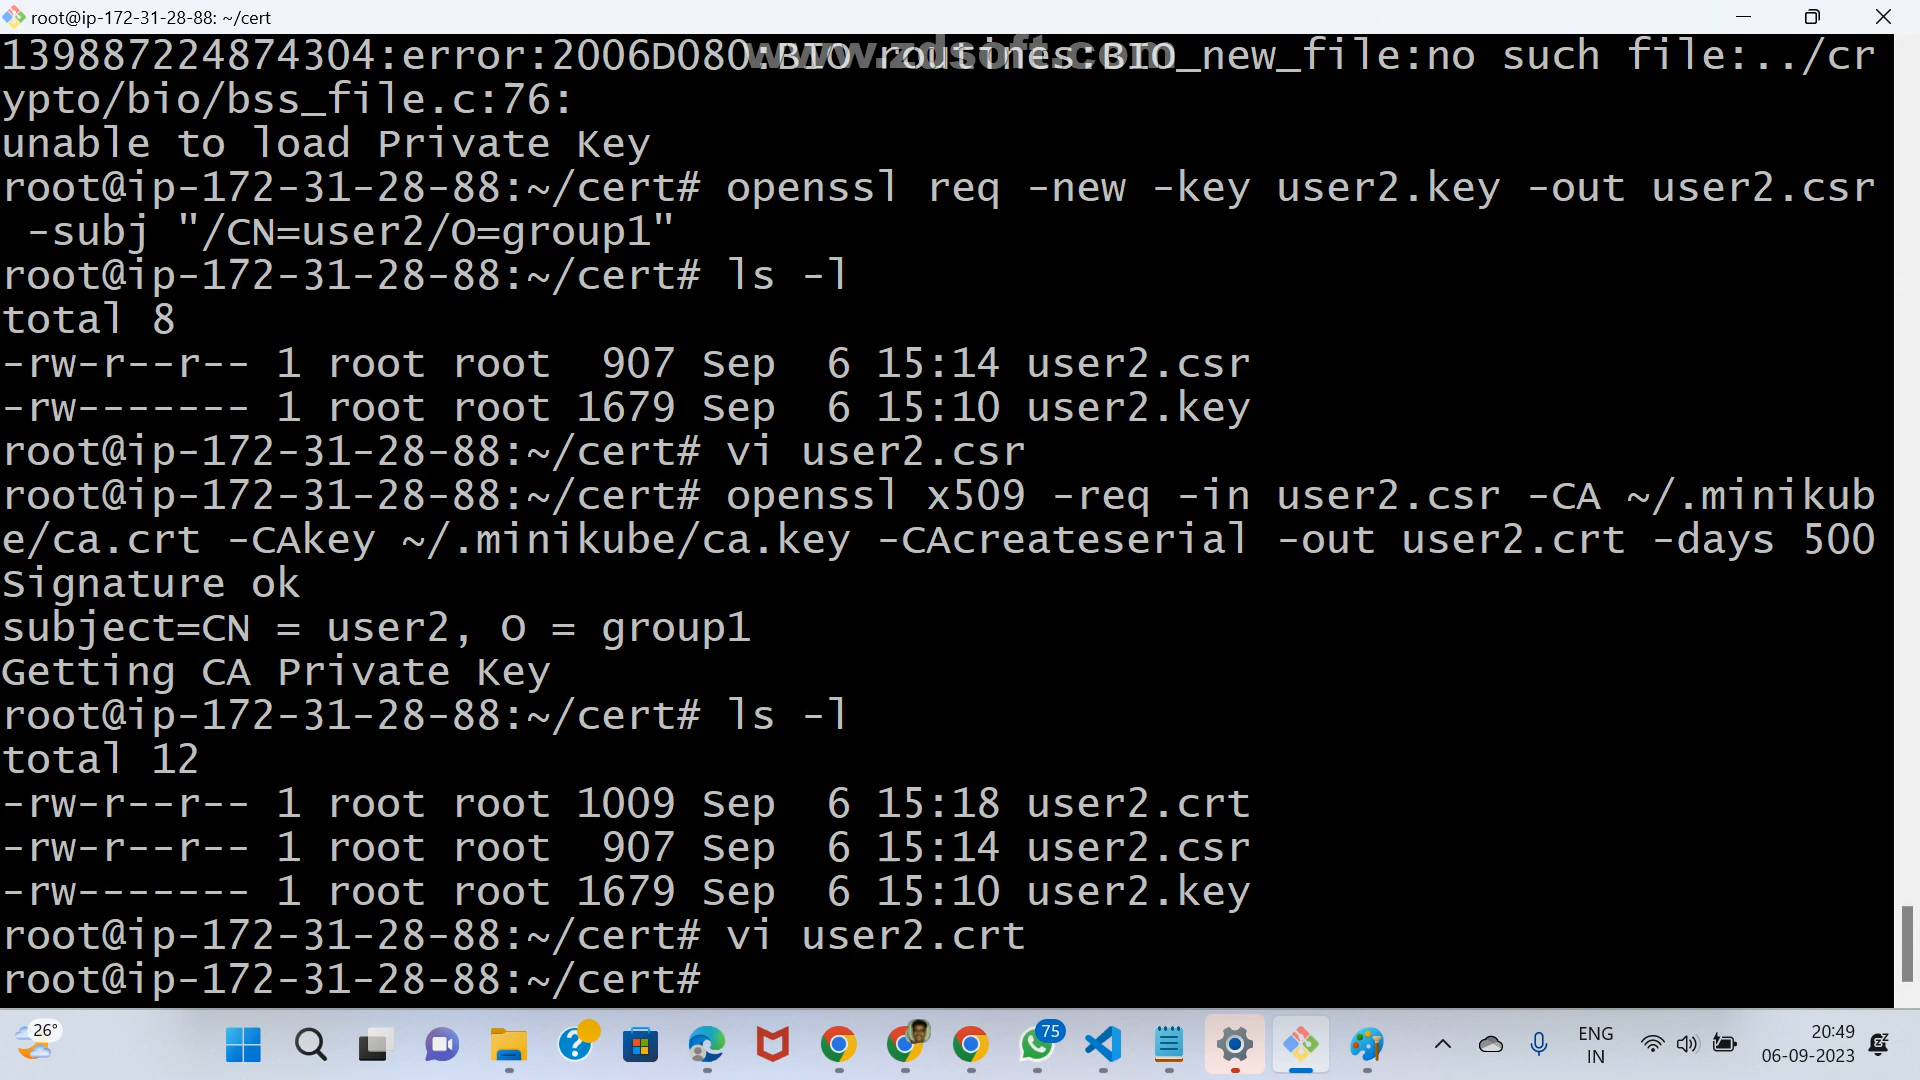 root@ip-172-31-28-88: ~/cert
www.zdsoft.com
139887224874304:error:2006D080:BIO routines:BIO_new_file:no such file:../cr
ypto/bio/bss_file.c:76:
unable to load Private Key
root@ip-172-31-28-88:~/cert# openssl req -new -key user2.key -out user2.csr
-subj "/CN=user2/O=group1"
root@ip-172-31-28-88:~/cert# ls -l
total 8
-rw-r--r-- 1 root root  907 Sep  6 15:14 user2.csr
-rw------- 1 root root 1679 Sep  6 15:10 user2.key
root@ip-172-31-28-88:~/cert# vi user2.csr
root@ip-172-31-28-88:~/cert# openssl x509 -req -in user2.csr -CA ~/.minikub
e/ca.crt -CAkey ~/.minikube/ca.key -CAcreateserial -out user2.crt -days 500
Signature ok
subject=CN = user2, O = group1
Getting CA Private Key
root@ip-172-31-28-88:~/cert# ls -l
total 12
-rw-r--r-- 1 root root 1009 Sep  6 15:18 user2.crt
-rw-r--r-- 1 root root  907 Sep  6 15:14 user2.csr
-rw------- 1 root root 1679 Sep  6 15:10 user2.key
root@ip-172-31-28-88:~/cert# vi user2.crt
root@ip-172-31-28-88:~/cert#
26°
75
ENG
IN
20:49
06-09-2023